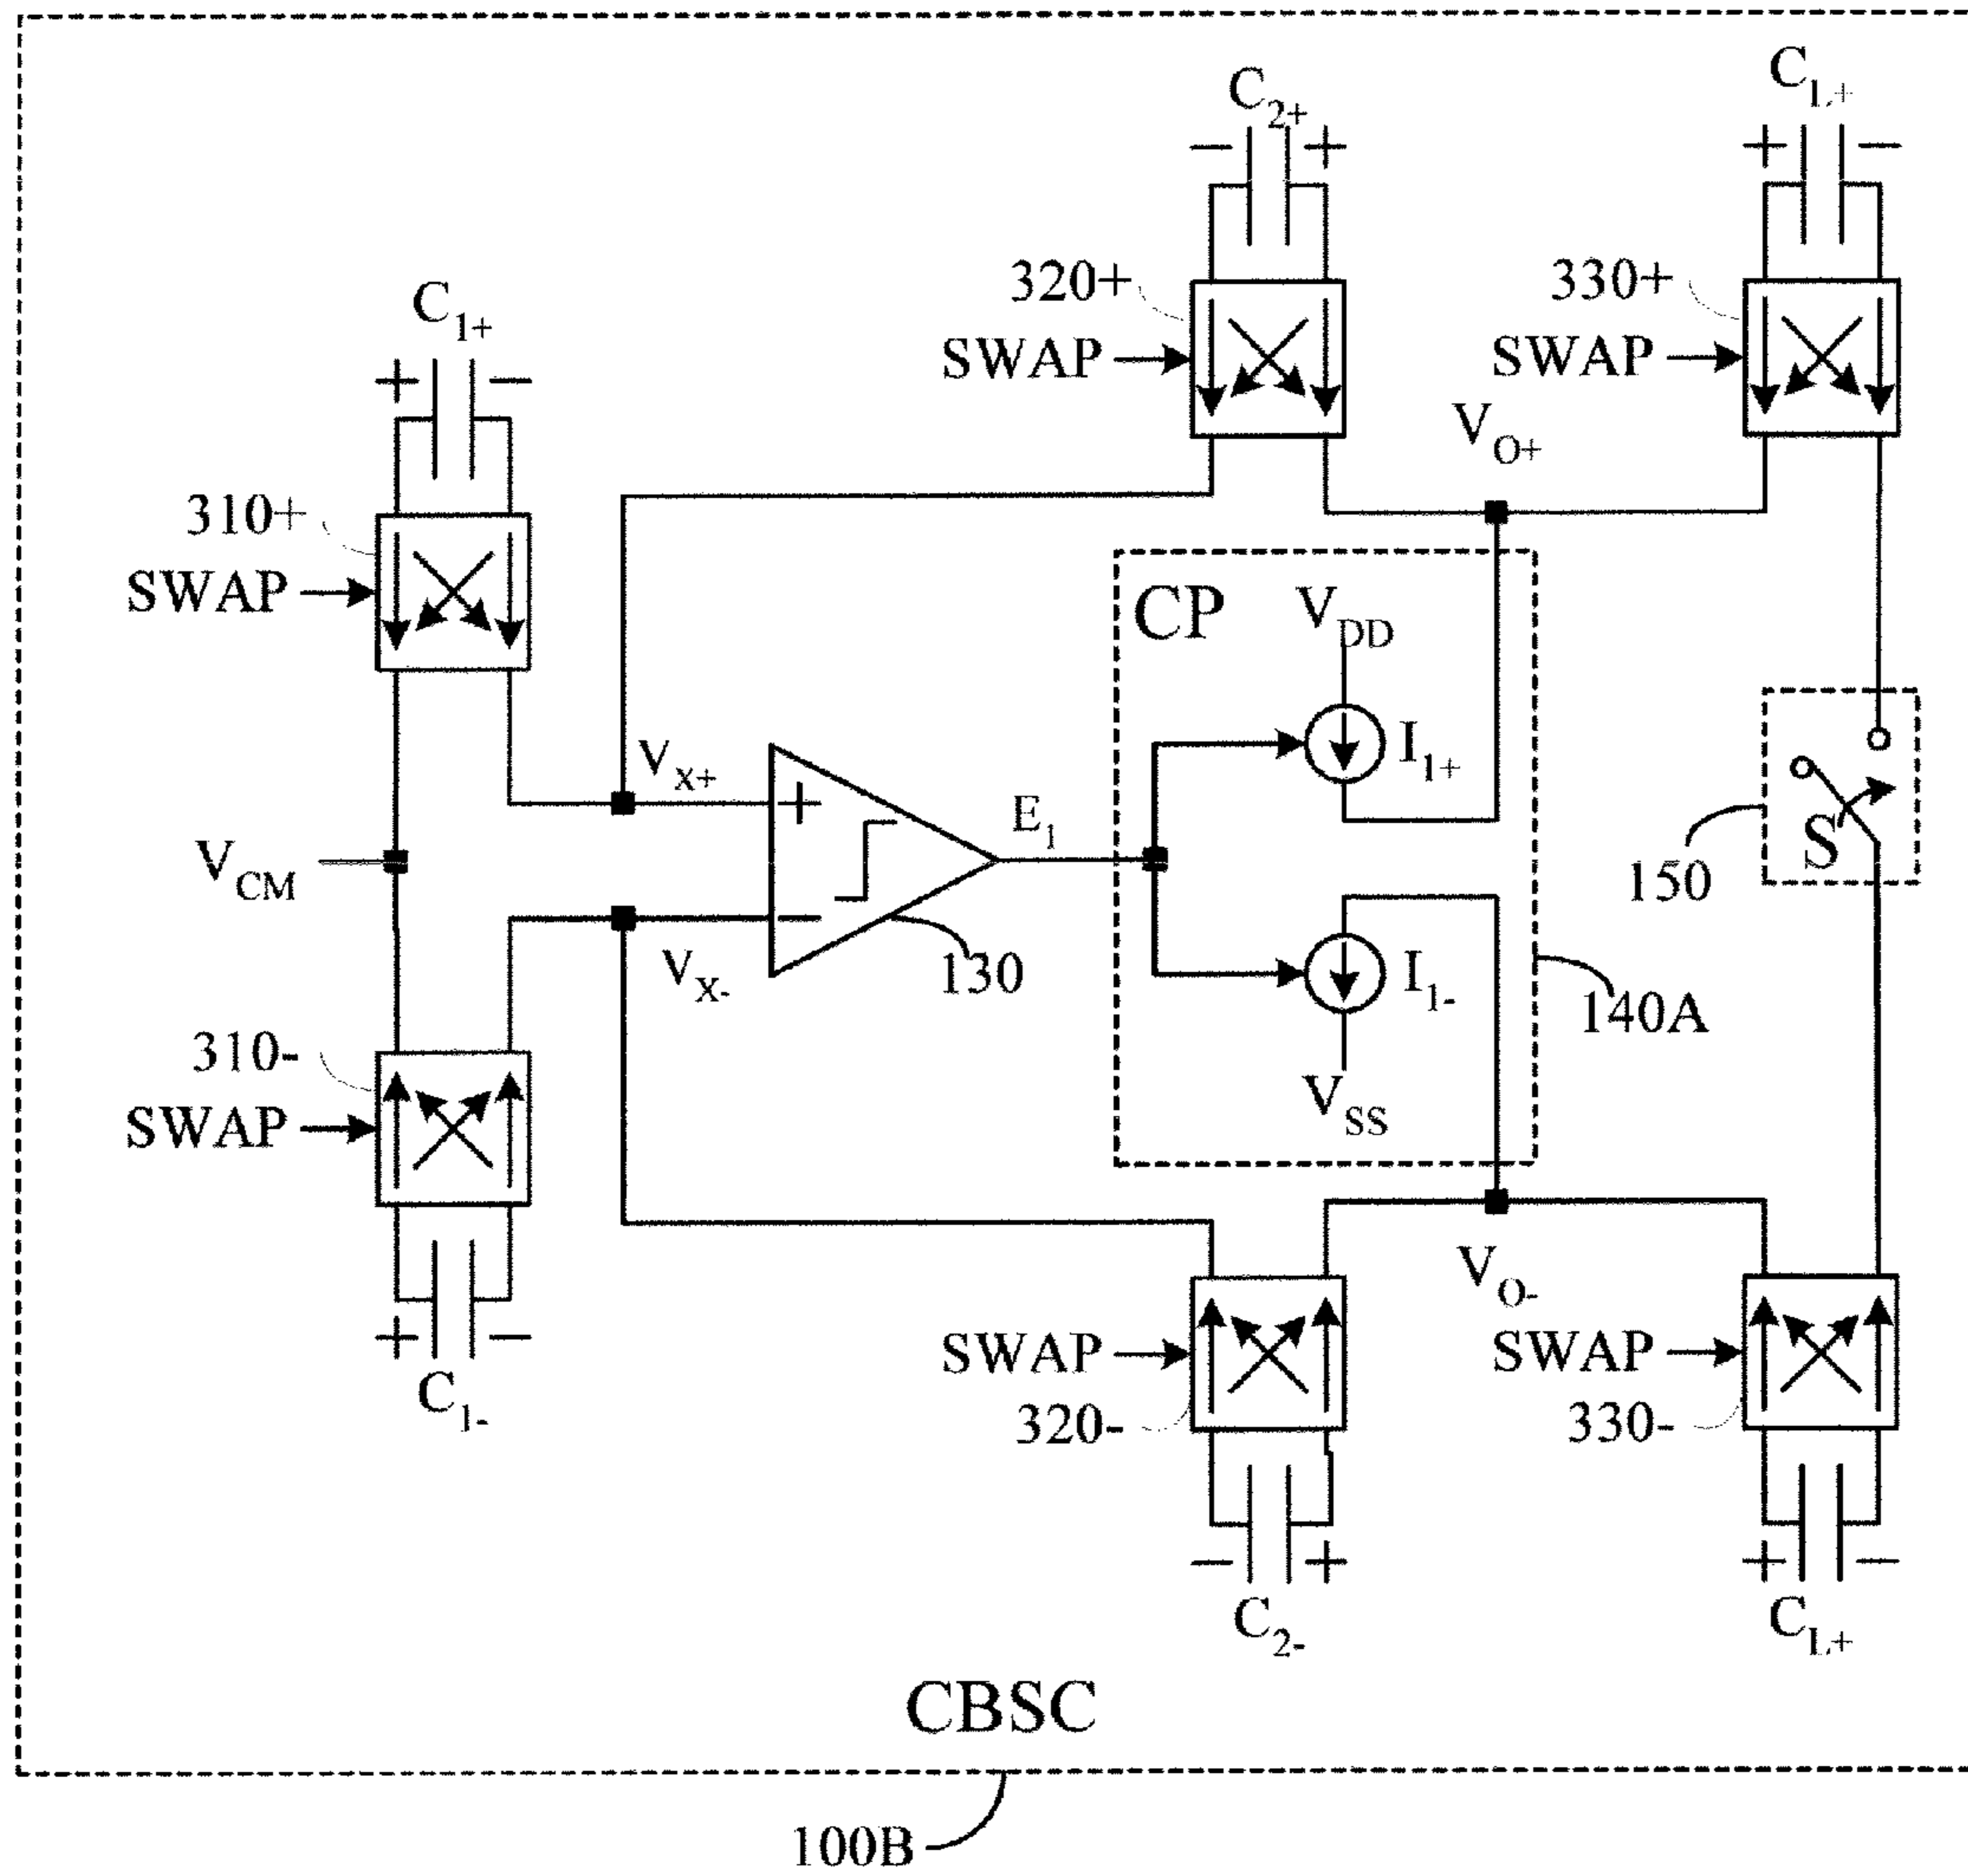 C2+
CL+
− +
+ −
320+
330+
SWAP
SWAP
C1+
+ −
VO+
310+
SWAP
CP
VDD
I1+
VX+
+
E1
VCM
S
150
−
VX-
130
I1-
140A
310-
SWAP
VSS
VO-
+ −
C1-
SWAP
320-
SWAP
330-
− +
+ −
C2-
CL+
CBSC
100B